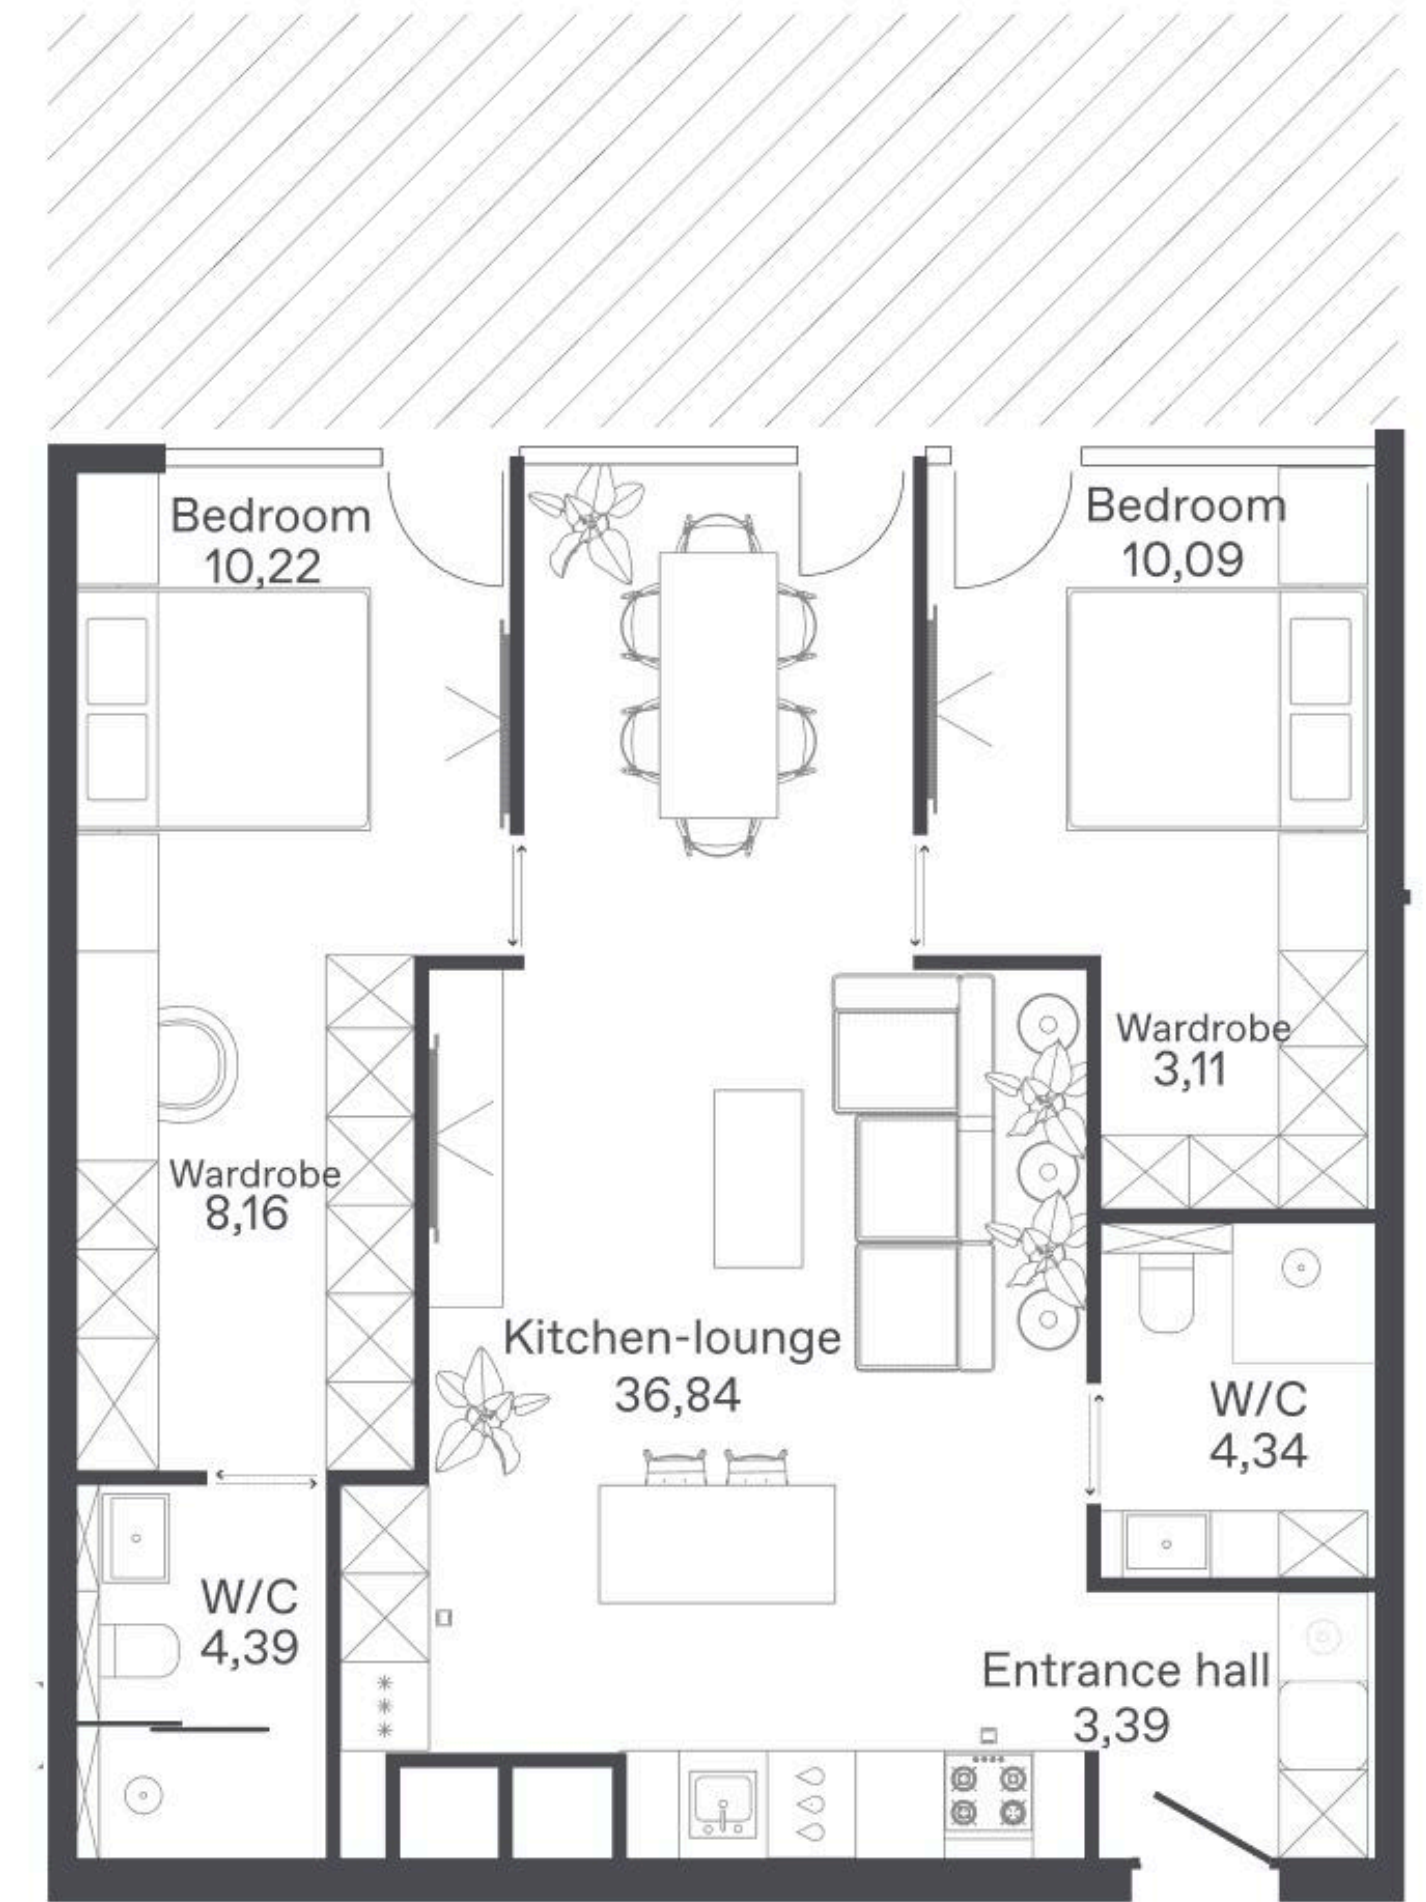 Bedroom
10,22
Bedroom
10,09
Wardrobe
3,11
Wardrobe
8,16
Kitchen-lounge
36,84
W/C
4,34
W/C
4,39
Entrance hall
3,39